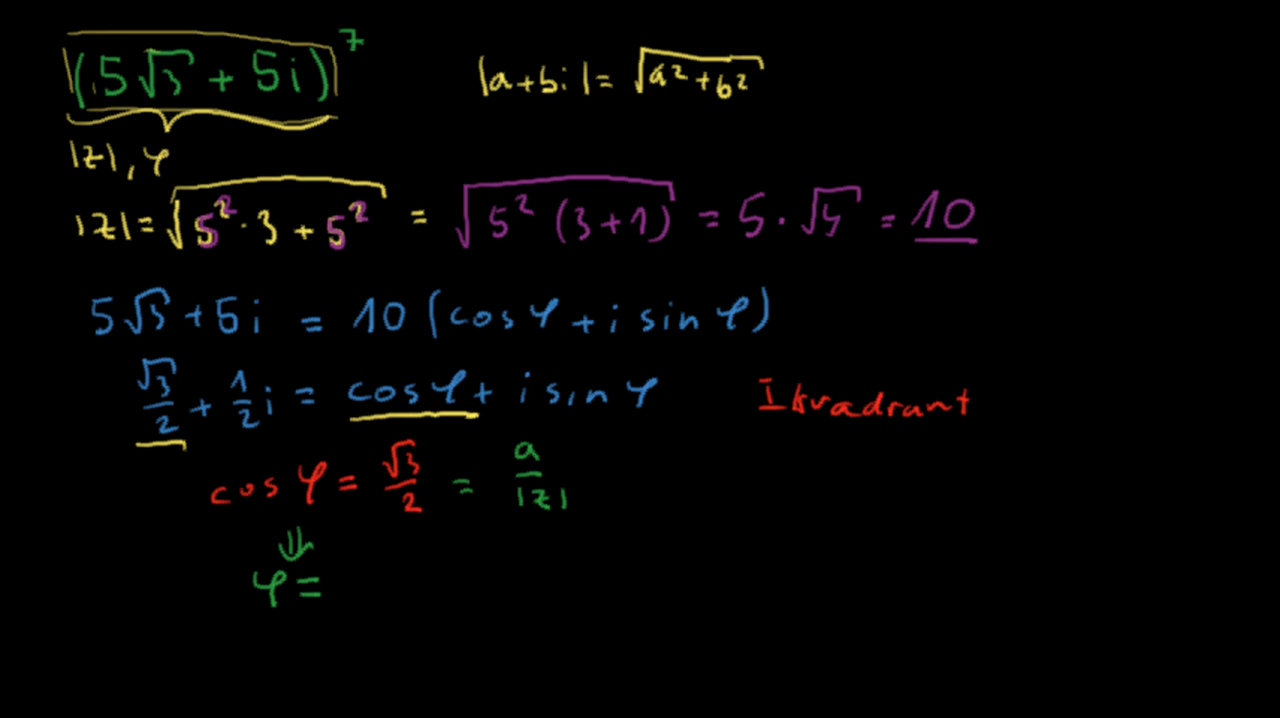 (5√3 + 5i)^7
|a+bi| = √(a² + b²)
|z|, φ
|z| = √(5² · 3 + 5²) = √(5² (3+1)) = 5 · √4 = 10
5√3 + 5i = 10 (cos φ + i sin φ)
√3/2 + 1/2 i = cos φ + i sin φ
I kvadrant
cos φ = √3/2 = a/|z|
⇓
φ =